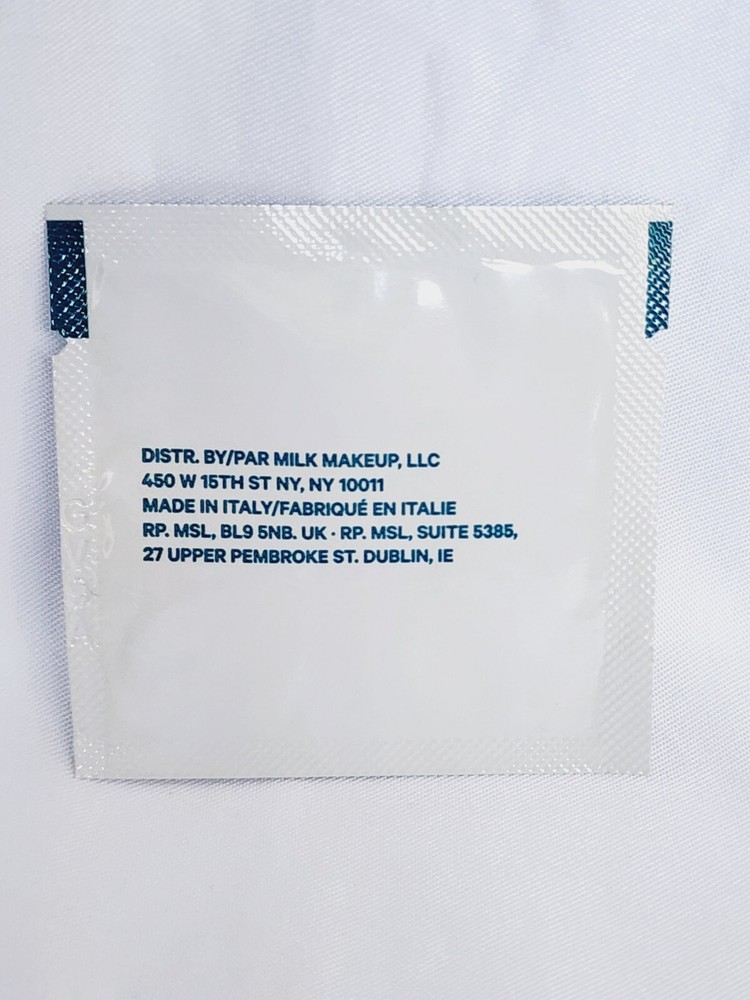 DISTR. BY/PAR MILK MAKEUP, LLC
450 W 15TH ST NY, NY 10011
MADE IN ITALY/FABRIQUÉ EN ITALIE
RP. MSL, BL9 5NB. UK · RP. MSL, SUITE 5385,
27 UPPER PEMBROKE ST. DUBLIN, IE